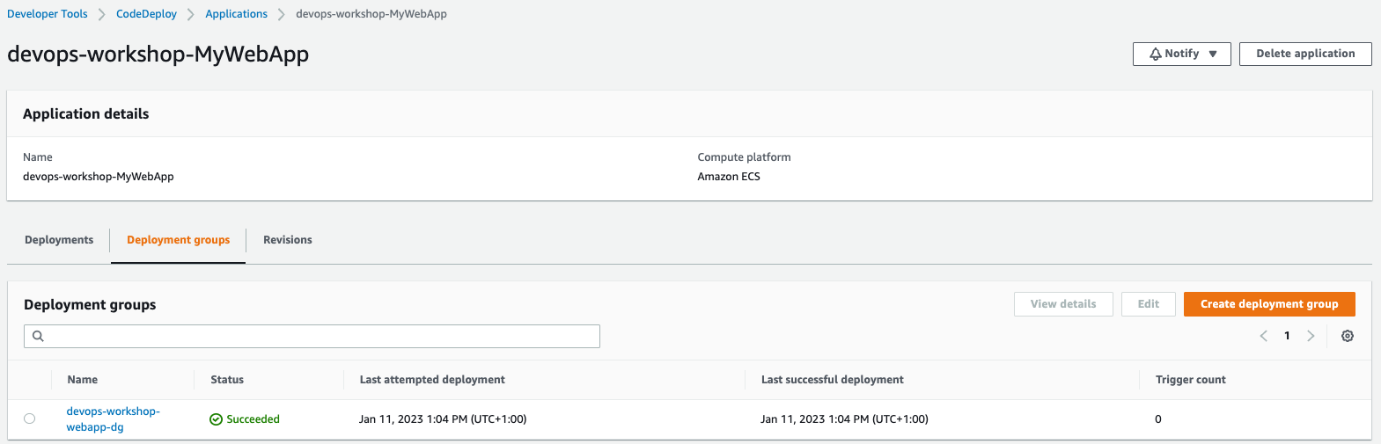 Developer Tools > CodeDeploy > Applications > devops-workshop-MyWebApp
devops-workshop-MyWebApp
Notify ▼
Delete application
Application details
Name
Compute platform
devops-workshop-MyWebApp
Amazon ECS
Deployments
Deployment groups
Revisions
Deployment groups
View details
Edit
Create deployment group
< 1 >
Name
Status
Last attempted deployment
Last successful deployment
Trigger count
devops-workshop-
webapp-dg
Succeeded
Jan 11, 2023 1:04 PM (UTC+1:00)
Jan 11, 2023 1:04 PM (UTC+1:00)
0